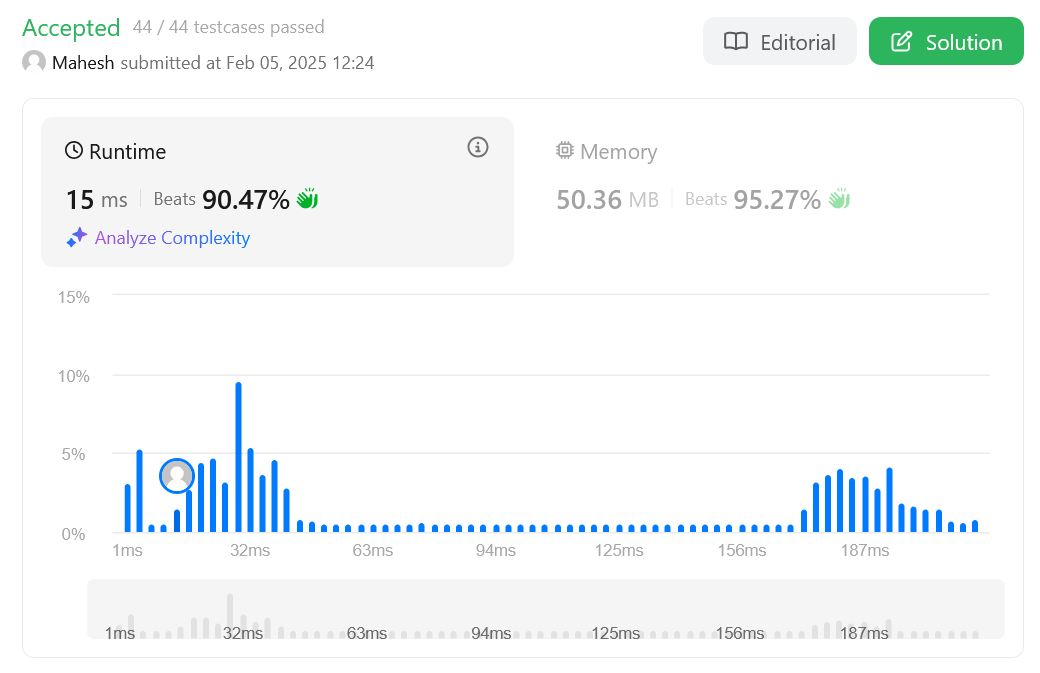 Accepted 44 / 44 testcases passed
Editorial
Solution
Mahesh submitted at Feb 05, 2025 12:24
Runtime
15 ms | Beats 90.47%
Analyze Complexity
Memory
50.36 MB | Beats 95.27%
15%
10%
5%
0%
1ms 32ms 63ms 94ms 125ms 156ms 187ms
1ms 32ms 63ms 94ms 125ms 156ms 187ms